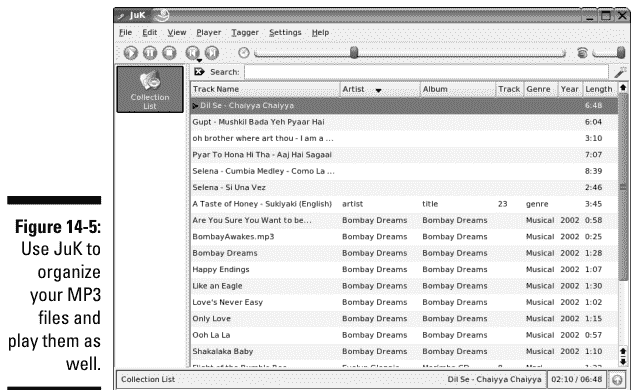 JuK
File Edit View Player Tagger Settings Help
Search:
Collection List
Track Name Artist Album Track Genre Year Length
Dil Se - Chaiyya Chaiyya 6:48
Gupt - Mushkil Bada Yeh Pyaar Hai 6:04
oh brother where art thou - I am a ... 3:10
Pyar To Hona Hi Tha - Aaj Hai Sagaai 7:07
Selena - Cumbia Medley - Como La ... 8:39
Selena - Si Una Vez 2:46
A Taste of Honey - Sukiyaki (English) artist title 23 genre 3:45
Are You Sure You Want to be... Bombay Dreams Bombay Dreams Musical 2002 0:58
BombayAwakes.mp3 Bombay Dreams Bombay Dreams Musical 2002 0:25
Bombay Dreams Bombay Dreams Bombay Dreams Musical 2002 1:28
Happy Endings Bombay Dreams Bombay Dreams Musical 2002 1:07
Like an Eagle Bombay Dreams Bombay Dreams Musical 2002 1:30
Love's Never Easy Bombay Dreams Bombay Dreams Musical 2002 1:02
Only Love Bombay Dreams Bombay Dreams Musical 2002 1:15
Ooh La La Bombay Dreams Bombay Dreams Musical 2002 0:57
Shakalaka Baby Bombay Dreams Bombay Dreams Musical 2002 1:10
Collection List Dil Se - Chaiyya Chaiyya 02:10 / 06:48
Figure 14-5:
Use JuK to
organize
your MP3
files and
play them as
well.